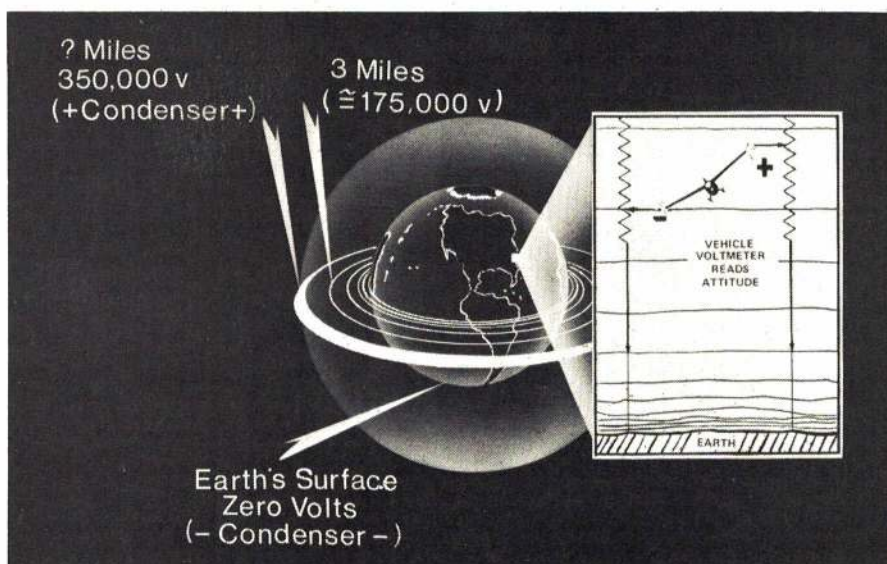 ? Miles
350,000 v
(+Condenser+)
3 Miles
(≅175,000 v)
+
-
VEHICLE
VOLTMETER
READS
ATTITUDE
EARTH
Earth's Surface
Zero Volts
(- Condenser -)